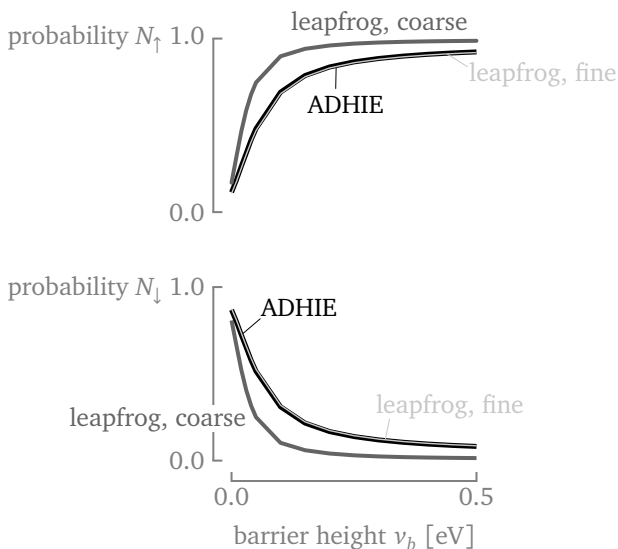 leapfrog, coarse
probability N↑ 1.0
leapfrog, fine
ADHIE
0.0
probability N↓ 1.0
ADHIE
leapfrog, fine
leapfrog, coarse
0.0
0.0 0.5
barrier height v_b [eV]